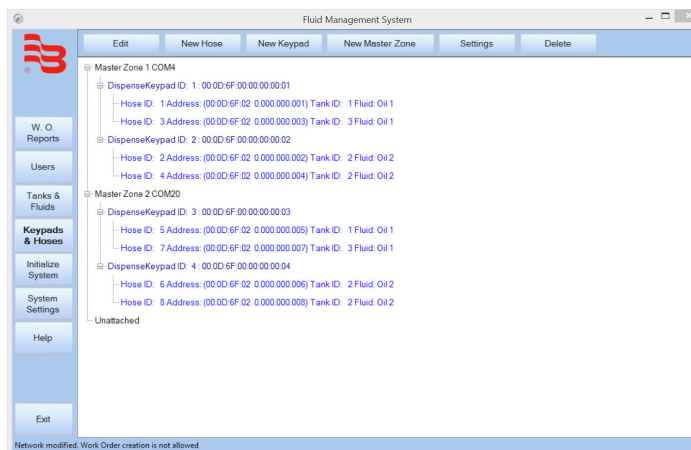 Fluid Management System
Edit New Hose New Keypad New Master Zone Settings Delete
Master Zone 1 COM4
DispenseKeypad ID: 1 : 00:0D:6F:00:00:00:00:01
Hose ID: 1 Address: (00:0D:6F:02 0.000.000.001) Tank ID: 1 Fluid: Oil 1
Hose ID: 3 Address: (00:0D:6F:02 0.000.000.003) Tank ID: 3 Fluid: Oil 1
DispenseKeypad ID: 2 : 00:0D:6F:00:00:00:00:02
Hose ID: 2 Address: (00:0D:6F:02 0.000.000.002) Tank ID: 2 Fluid: Oil 2
Hose ID: 4 Address: (00:0D:6F:02 0.000.000.004) Tank ID: 2 Fluid: Oil 2
Master Zone 2 COM20
DispenseKeypad ID: 3 : 00:0D:6F:00:00:00:00:03
Hose ID: 5 Address: (00:0D:6F:02 0.000.000.005) Tank ID: 1 Fluid: Oil 1
Hose ID: 7 Address: (00:0D:6F:02 0.000.000.007) Tank ID: 3 Fluid: Oil 1
DispenseKeypad ID: 4 : 00:0D:6F:00:00:00:00:04
Hose ID: 6 Address: (00:0D:6F:02 0.000.000.006) Tank ID: 2 Fluid: Oil 2
Hose ID: 8 Address: (00:0D:6F:02 0.000.000.008) Tank ID: 2 Fluid: Oil 2
Unattached
W. O.
Reports
Users
Tanks &
Fluids
Keypads
& Hoses
Initialize
System
System
Settings
Help
Exit
Network modified. Work Order creation is not allowed